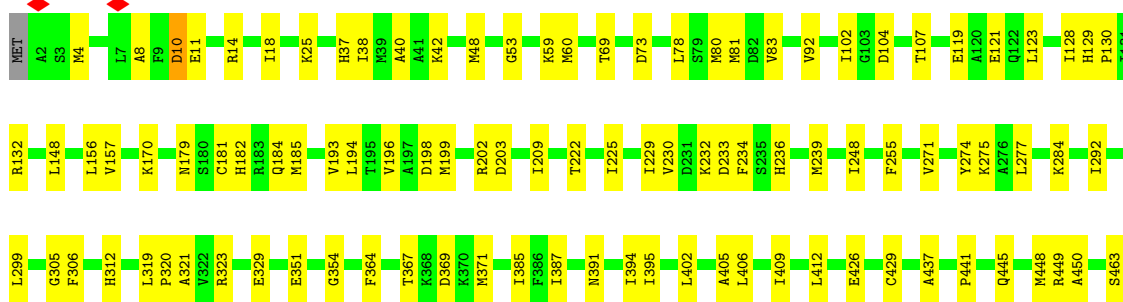 MET A2 S3 M4 L7 A8 F9 D10 E11 R14 I18 K25 H37 I38 M39 A40 A41 K42 M48 G53 K59 M60 T69 D73 L78 S79 M80 M81 D82 V83 V92 I102 G103 D104 T107 E119 A120 E121 Q122 L123 I128 H129 P130
R132 L148 L156 V157 K170 N179 S180 C181 H182 R183 Q184 M185 V193 L194 T195 V196 A197 D198 M199 R202 D203 I209 T222 I225 I229 V230 D231 K232 D233 F234 S235 H236 M239 I248 F255 V271 Y274 K275 A276 L277 K284 I292
L299 G305 F306 H312 L319 P320 A321 V322 R323 E329 E351 G354 F364 T367 K368 D369 K370 M371 I385 F386 I387 N391 I394 I395 L402 A405 L406 I409 L412 E426 C429 A437 P441 Q445 M448 R449 A450 S463